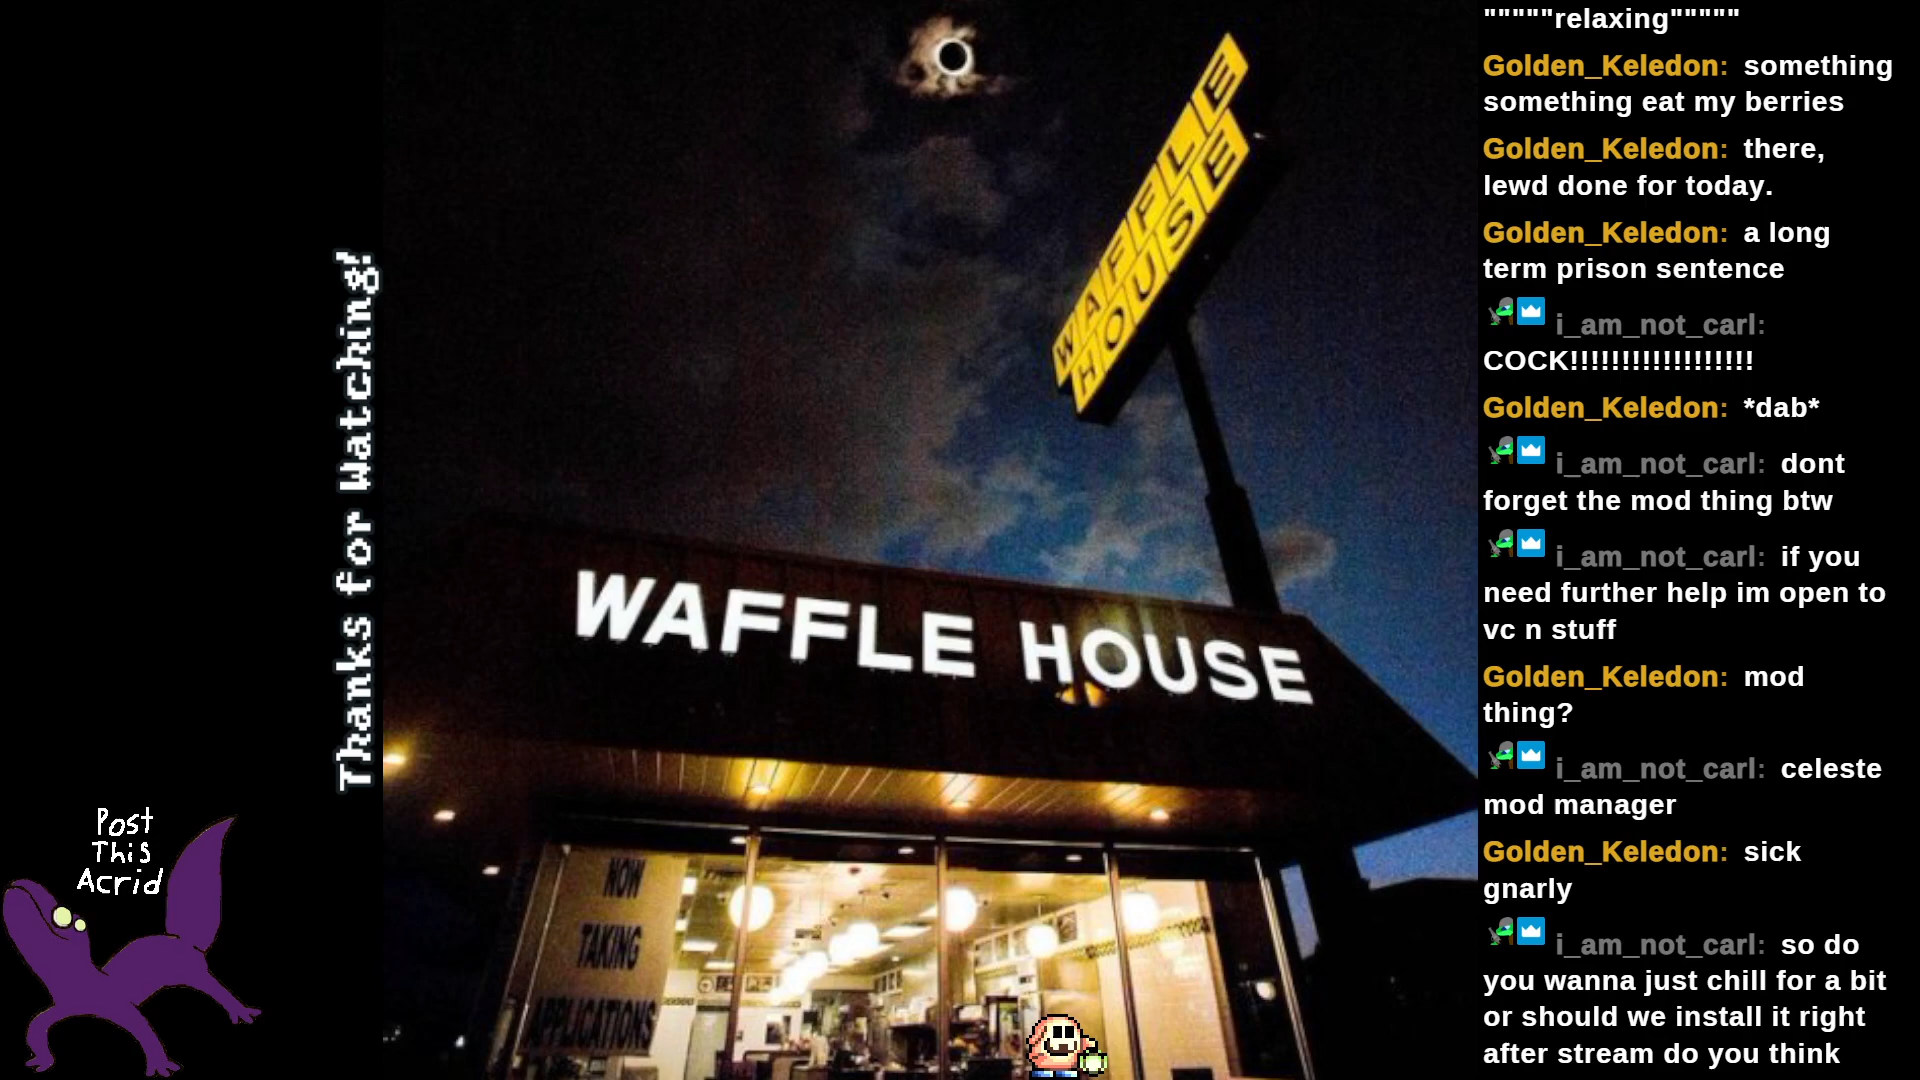 Thanks for Watching!
Post
This
Acrid
WAFFLE
HOUSE
WAFFLE HOUSE
NOW
TAKING
APPLICATIONS
"""""relaxing"""""
Golden_Keledon: something
something eat my berries
Golden_Keledon: there,
lewd done for today.
Golden_Keledon: a long
term prison sentence
i_am_not_carl:
COCK!!!!!!!!!!!!!!!!!!
Golden_Keledon: *dab*
i_am_not_carl: dont
forget the mod thing btw
i_am_not_carl: if you
need further help im open to
vc n stuff
Golden_Keledon: mod
thing?
i_am_not_carl: celeste
mod manager
Golden_Keledon: sick
gnarly
i_am_not_carl: so do
you wanna just chill for a bit
or should we install it right
after stream do you think